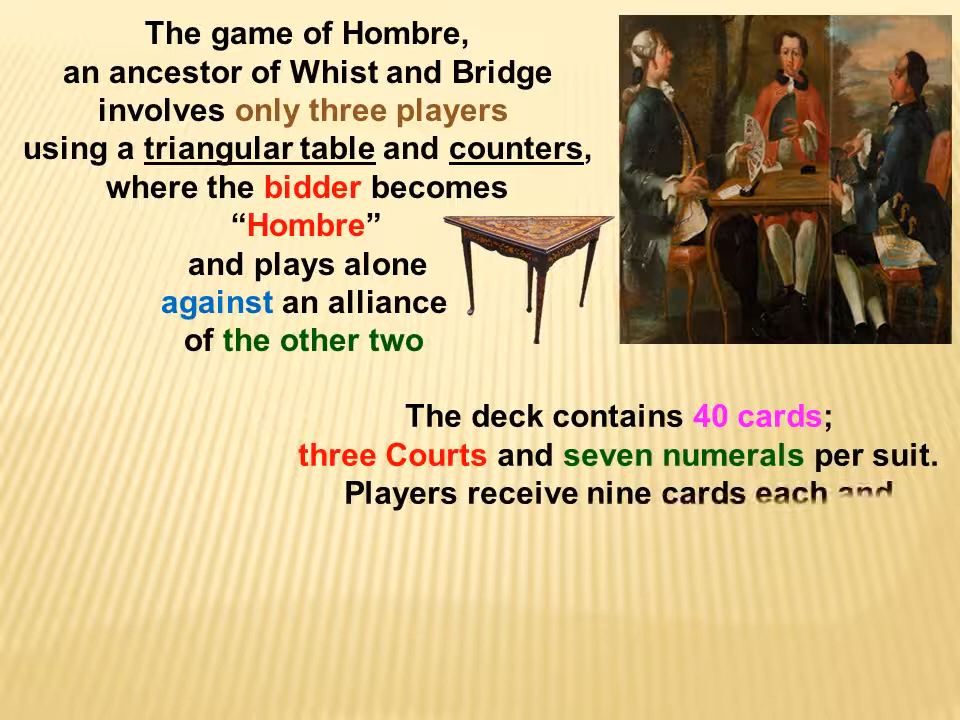 The game of Hombre,
an ancestor of Whist and Bridge
involves only three players
using a triangular table and counters,
where the bidder becomes
“Hombre”
and plays alone
against an alliance
of the other two
The deck contains 40 cards;
three Courts and seven numerals per suit.
Players receive nine cards each and